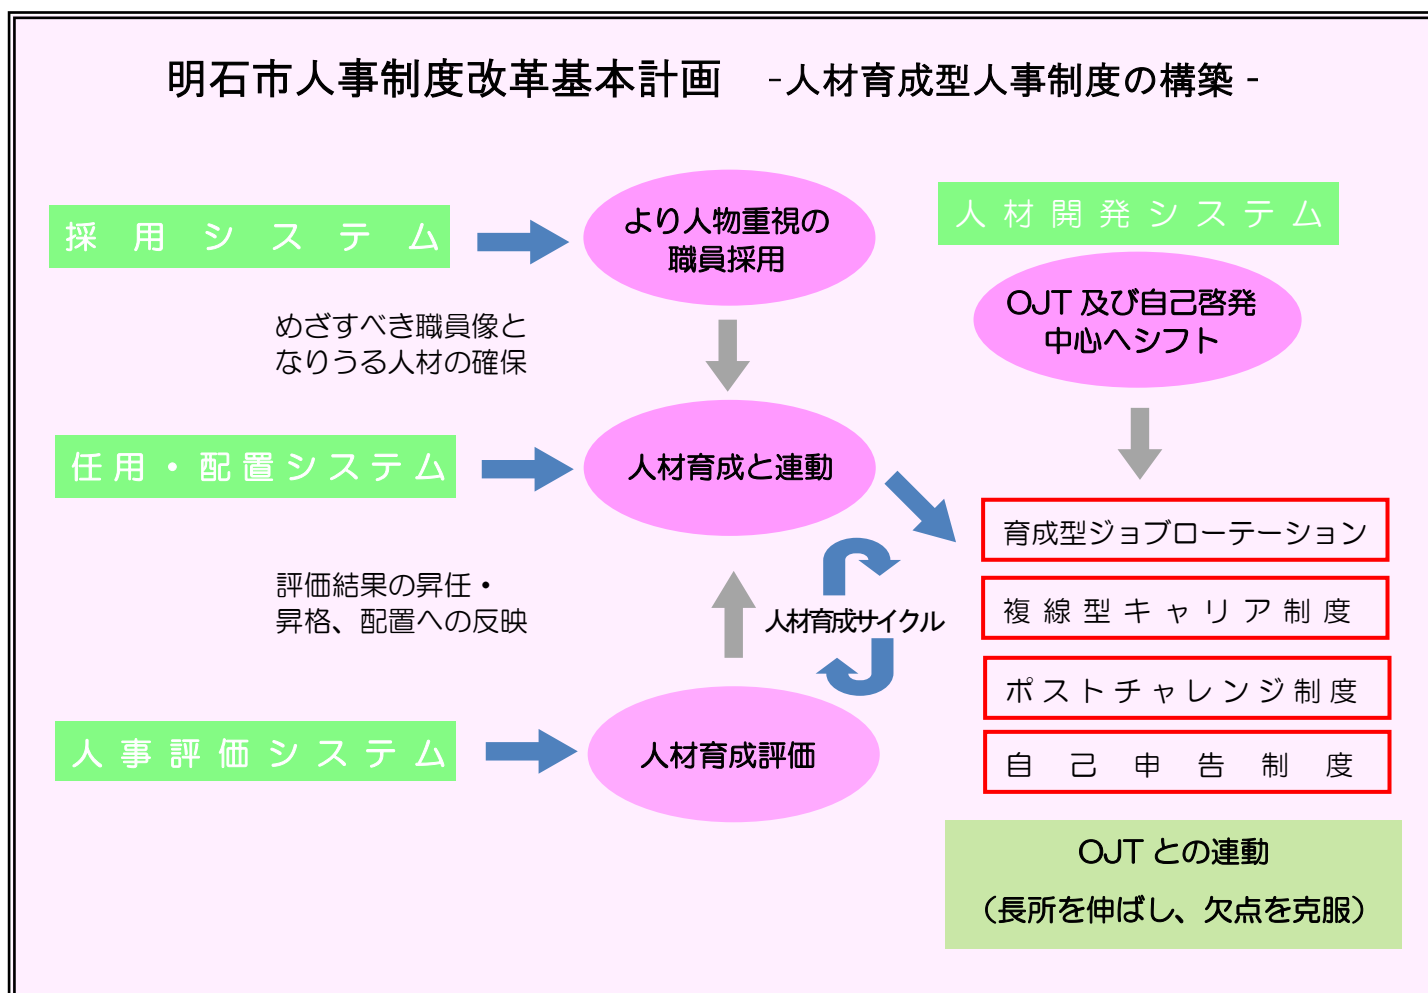 明石市人事制度改革基本計画　-人材育成型人事制度の構築-
採用システム
より人物重視の
職員採用
人材開発システム
OJT及び自己啓発
中心へシフト
めざすべき職員像と
なりうる人材の確保
任用・配置システム
人材育成と連動
育成型ジョブローテーション
評価結果の昇任・
昇格、配置への反映
人材育成サイクル
複線型キャリア制度
ポストチャレンジ制度
人事評価システム
人材育成評価
自己申告制度
OJTとの連動
（長所を伸ばし、欠点を克服）